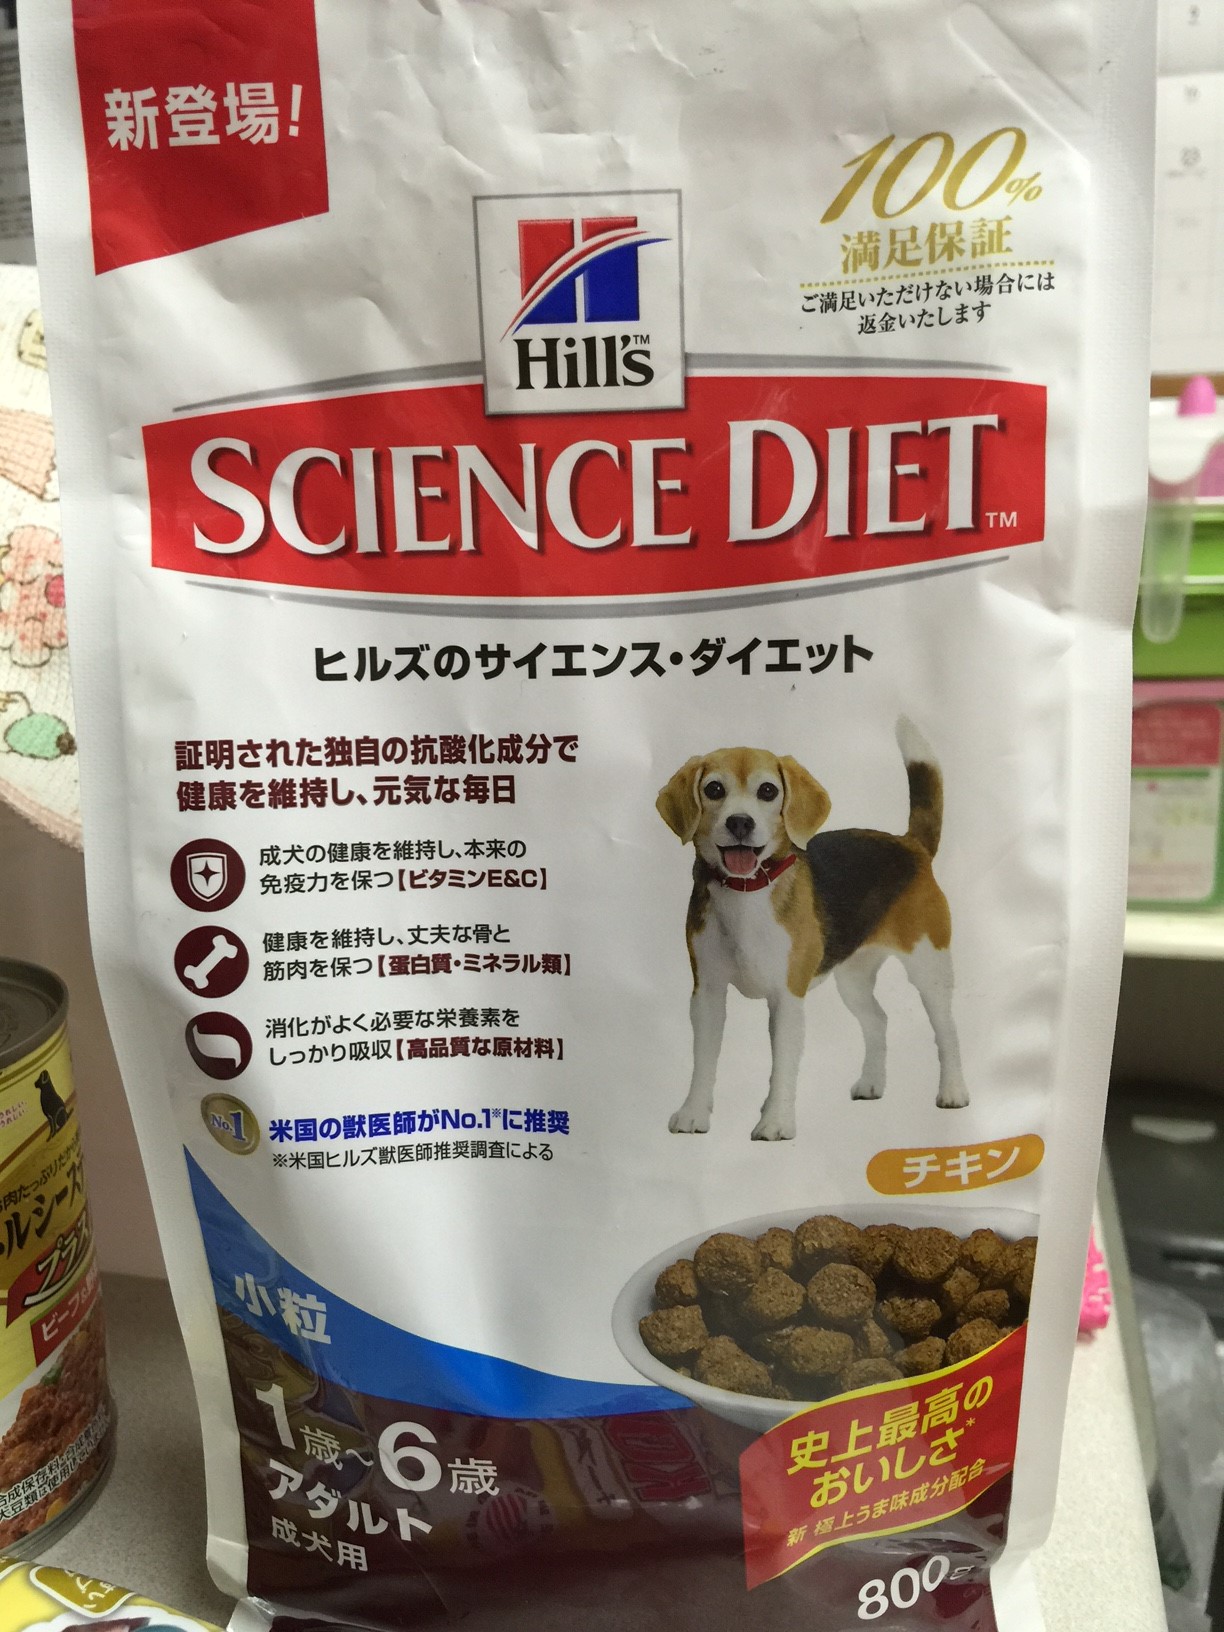 新登場!
100%
満足保証
ご満足いただけない場合には
返金いたします
Hill's™
SCIENCE DIET™
ヒルズのサイエンス・ダイエット
証明された独自の抗酸化成分で
健康を維持し、元気な毎日
成犬の健康を維持し、本来の
免疫力を保つ【ビタミンE&C】
健康を維持し、丈夫な骨と
筋肉を保つ【蛋白質・ミネラル類】
消化がよく必要な栄養素を
しっかり吸収【高品質な原材料】
No.1
米国の獣医師がNo.1※に推奨
※米国ヒルズ獣医師推奨調査による
チキン
小粒
1歳~6歳
アダルト
成犬用
史上最高の
おいしさ*
新 極上うま味成分配合
800g
プラス
ビーフ